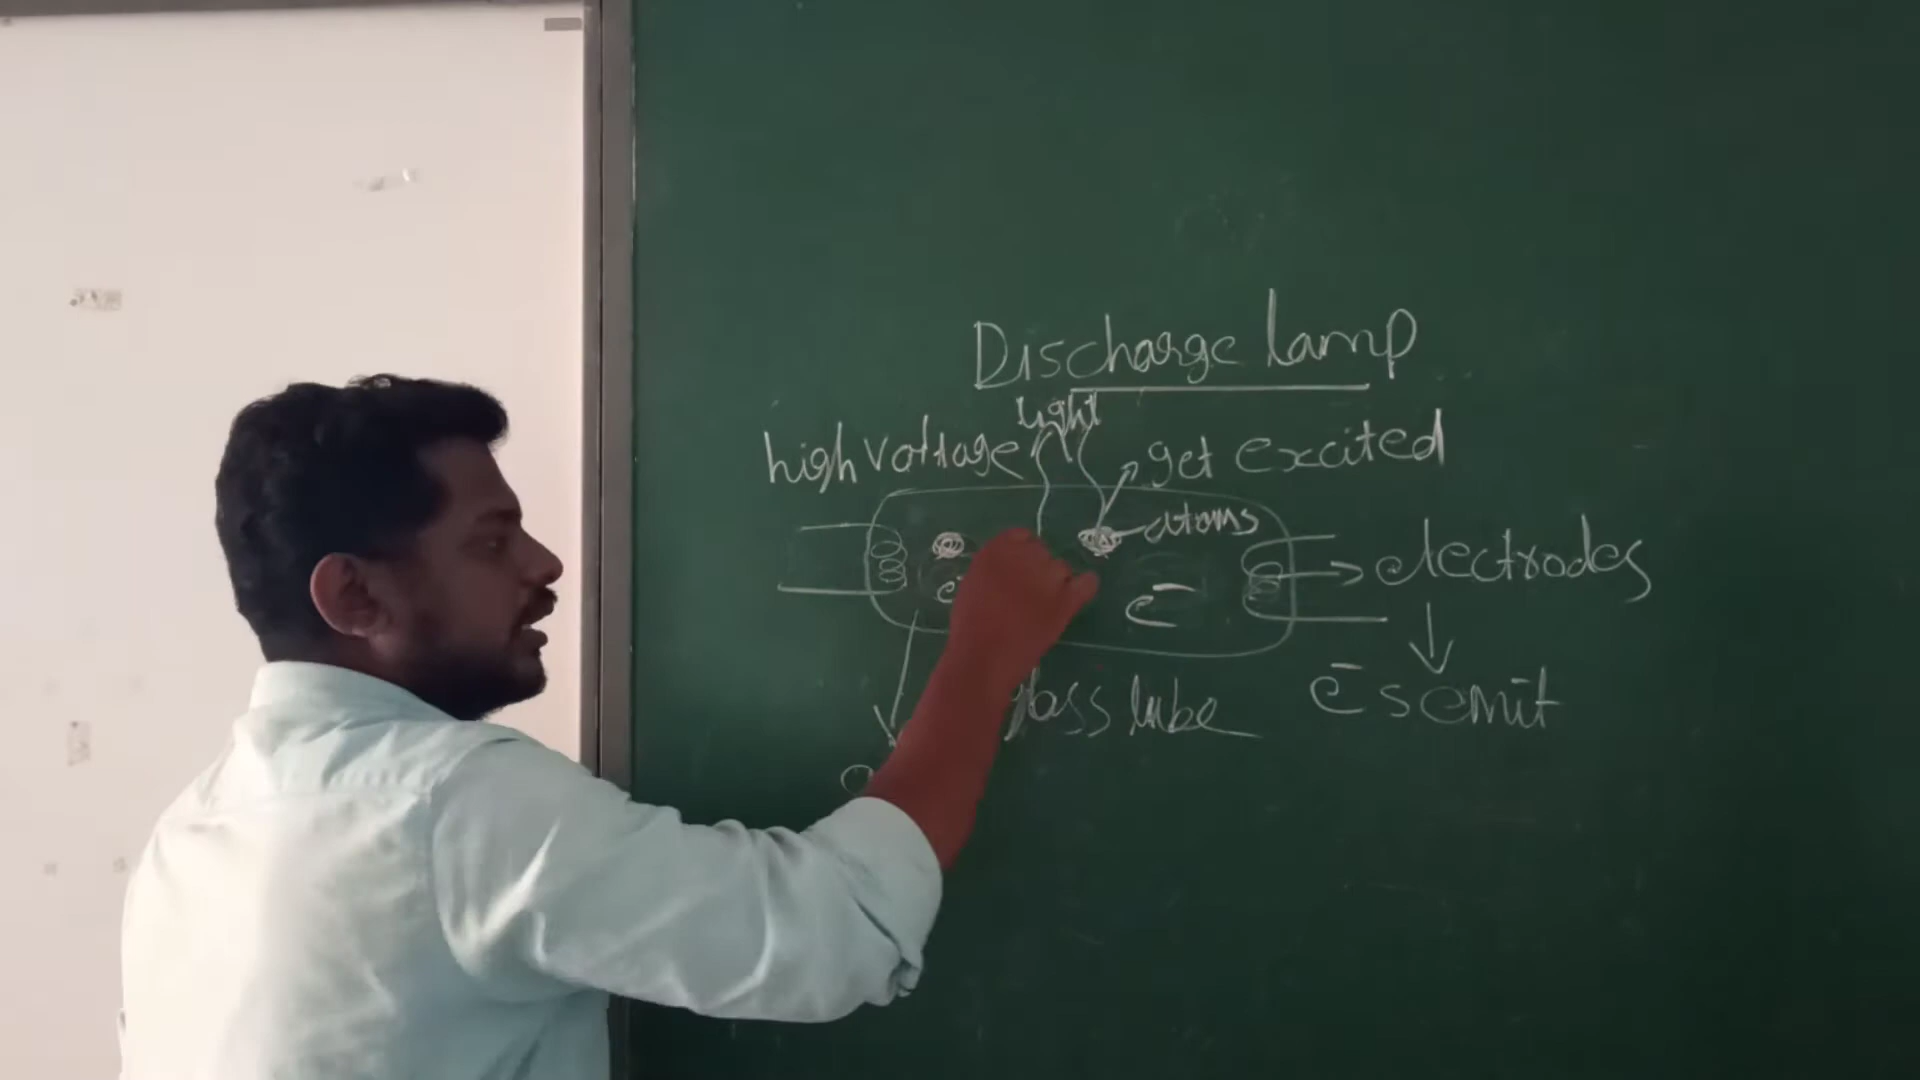 Discharge lamp
light
high voltage
get excited
atoms
electrodes
e⁻
glass tube
e⁻s emit